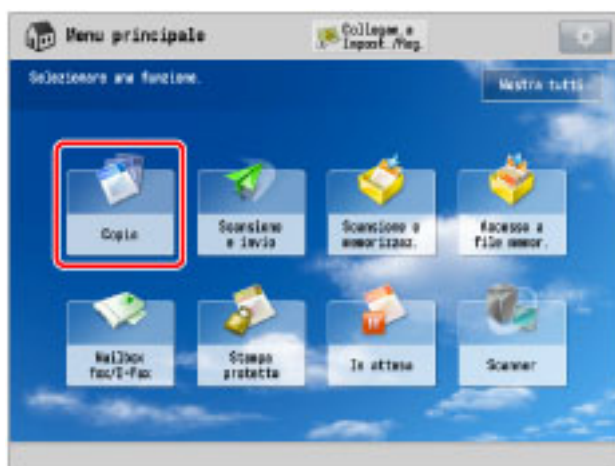 Menu principale
Collegam. a
Impost./Reg.
Selezionare una funzione.
Mostra tutti
Copia
Scansione
e invio
Scansione e
memorizzaz.
Accesso a
file memor.
Mailbox
fax/I-Fax
Stampa
protetta
In attesa
Scanner